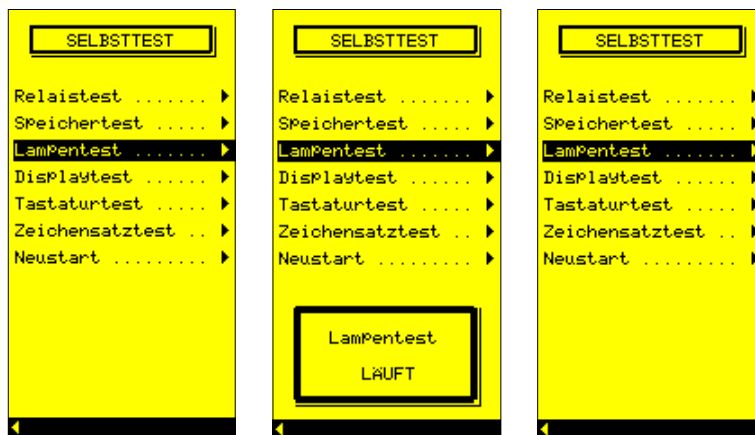 SELBSTTEST
Relaistest ....... ▶
Speichertest ..... ▶
Lampentest ....... ▶
Displaytest ...... ▶
Tastaturtest ..... ▶
Zeichensatztest .. ▶
Neustart ......... ▶
SELBSTTEST
Relaistest ....... ▶
Speichertest ..... ▶
Lampentest ....... ▶
Displaytest ...... ▶
Tastaturtest ..... ▶
Zeichensatztest .. ▶
Neustart ......... ▶
Lampentest
LÄUFT
SELBSTTEST
Relaistest ....... ▶
Speichertest ..... ▶
Lampentest ....... ▶
Displaytest ...... ▶
Tastaturtest ..... ▶
Zeichensatztest .. ▶
Neustart ......... ▶